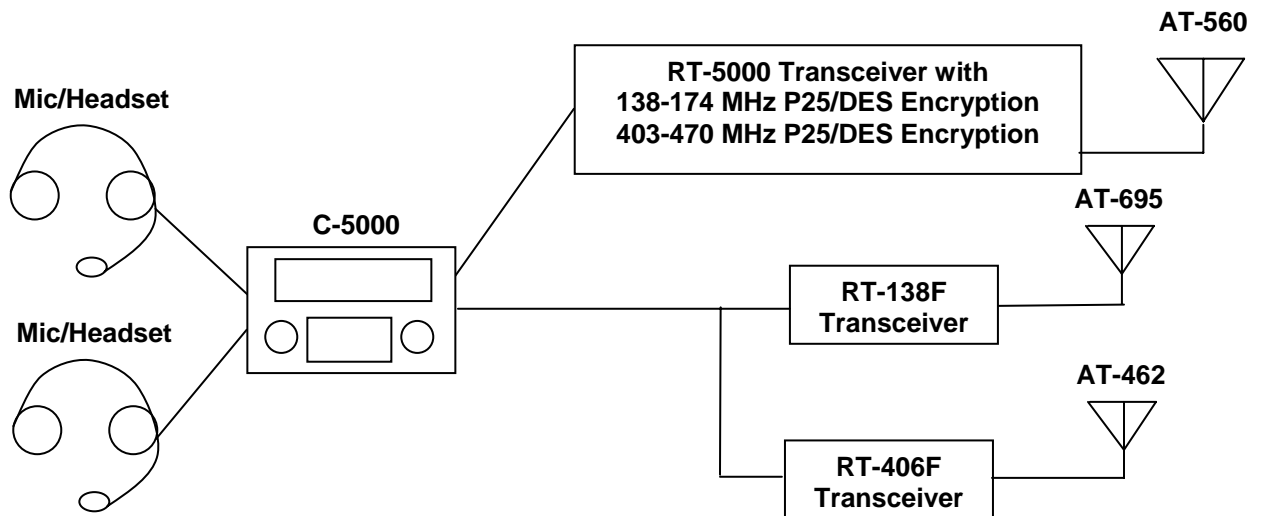 AT-560
RT-5000 Transceiver with
138-174 MHz P25/DES Encryption
403-470 MHz P25/DES Encryption
Mic/Headset
AT-695
C-5000
RT-138F
Transceiver
Mic/Headset
AT-462
RT-406F
Transceiver